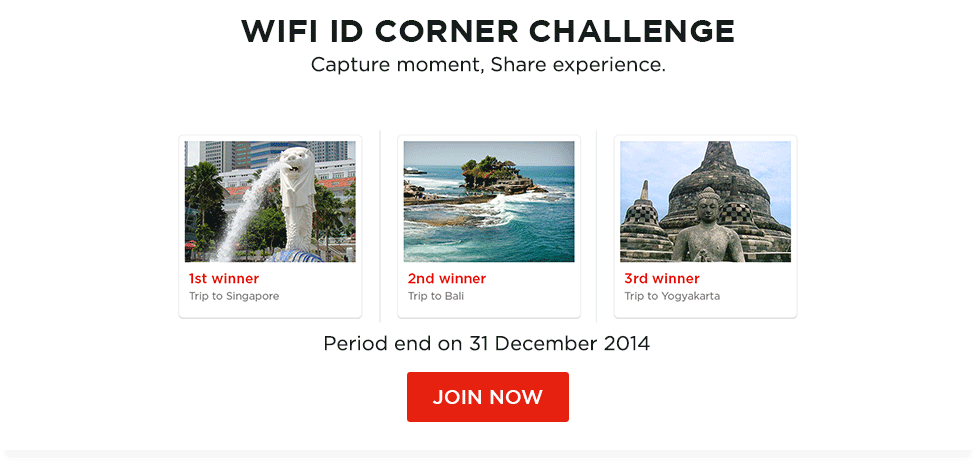 WIFI ID CORNER CHALLENGE
Capture moment, Share experience.
1st winner
Trip to Singapore
2nd winner
Trip to Bali
3rd winner
Trip to Yogyakarta
Period end on 31 December 2014
JOIN NOW